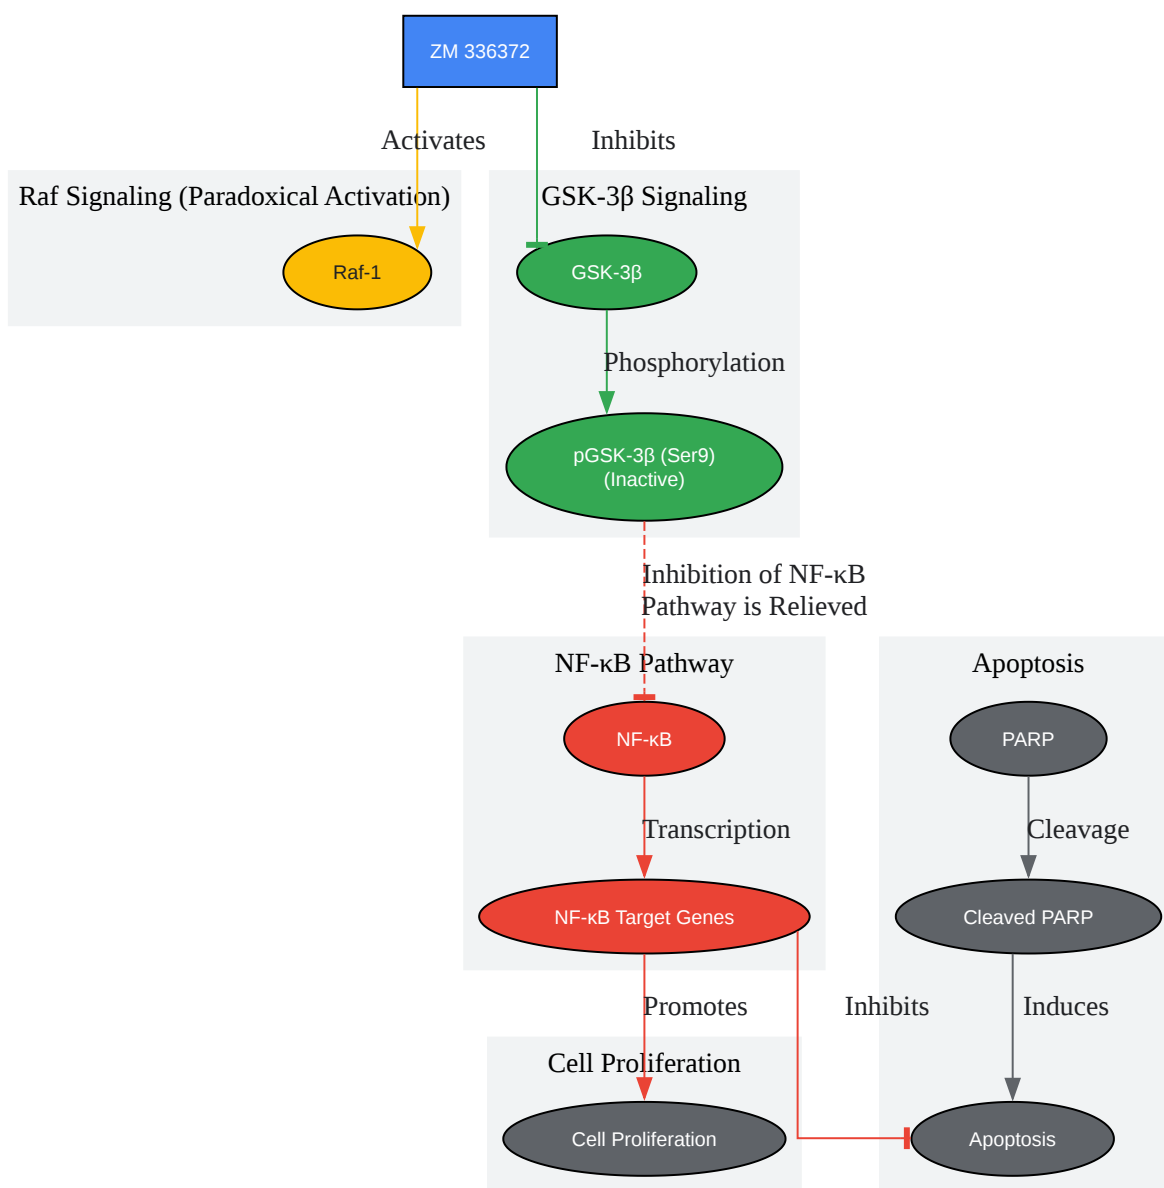 ZM 336372
Activates
Inhibits
Raf Signaling (Paradoxical Activation)
GSK-3β Signaling
Raf-1
GSK-3β
Phosphorylation
pGSK-3β (Ser9)
(Inactive)
Inhibition of NF-κB
Pathway is Relieved
NF-κB Pathway
Apoptosis
NF-κB
PARP
Transcription
Cleavage
NF-κB Target Genes
Cleaved PARP
Promotes
Inhibits
Induces
Cell Proliferation
Cell Proliferation
Apoptosis